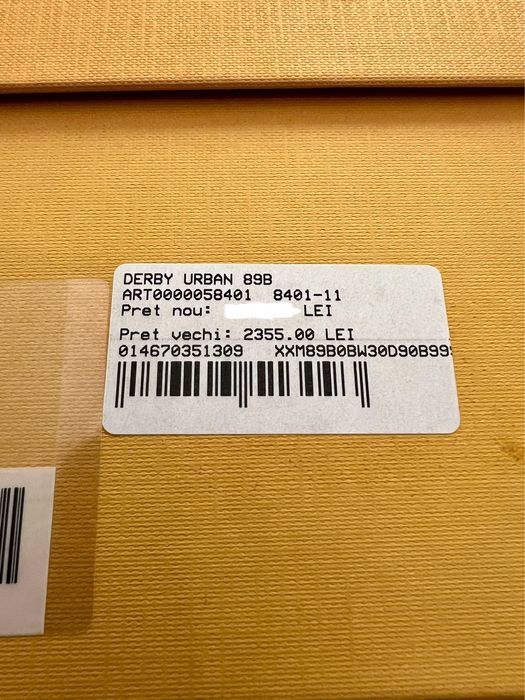 DERBY URBAN 89B
ART0000058401 8401-11
Pret nou: LEI
Pret vechi: 2355.00 LEI
014670351309 XXM89B0BW30D90B99